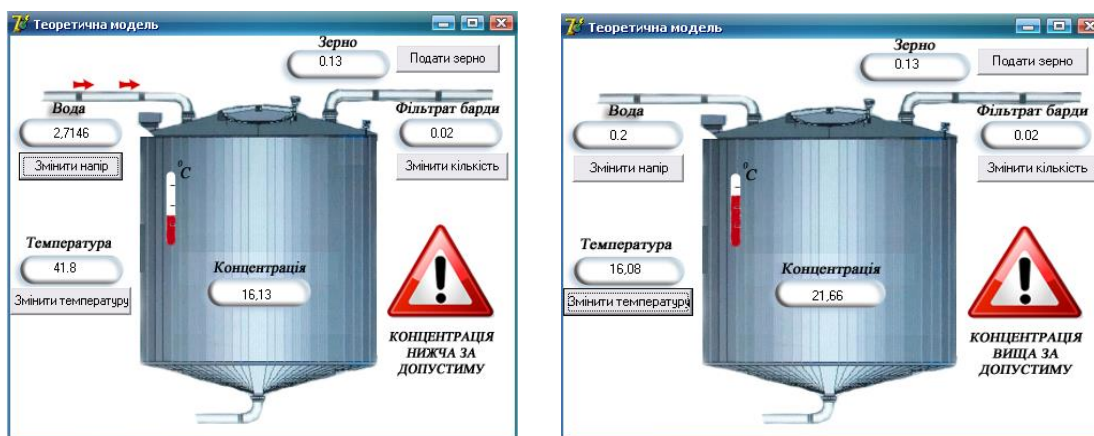 Теоретична модель
Зерно
0.13
Подати зерно
Вода
2,7146
Змінити напір
Фільтрат барди
0.02
Змінити кількість
°C
Температура
41.8
Змінити температуру
Концентрація
16,13
КОНЦЕНТРАЦІЯ
НИЖЧА ЗА
ДОПУСТИМУ
Теоретична модель
Зерно
0.13
Подати зерно
Вода
0.2
Змінити напір
Фільтрат барди
0.02
Змінити кількість
°C
Температура
16,08
Змінити температуру
Концентрація
21,66
КОНЦЕНТРАЦІЯ
ВИЩА ЗА
ДОПУСТИМУ